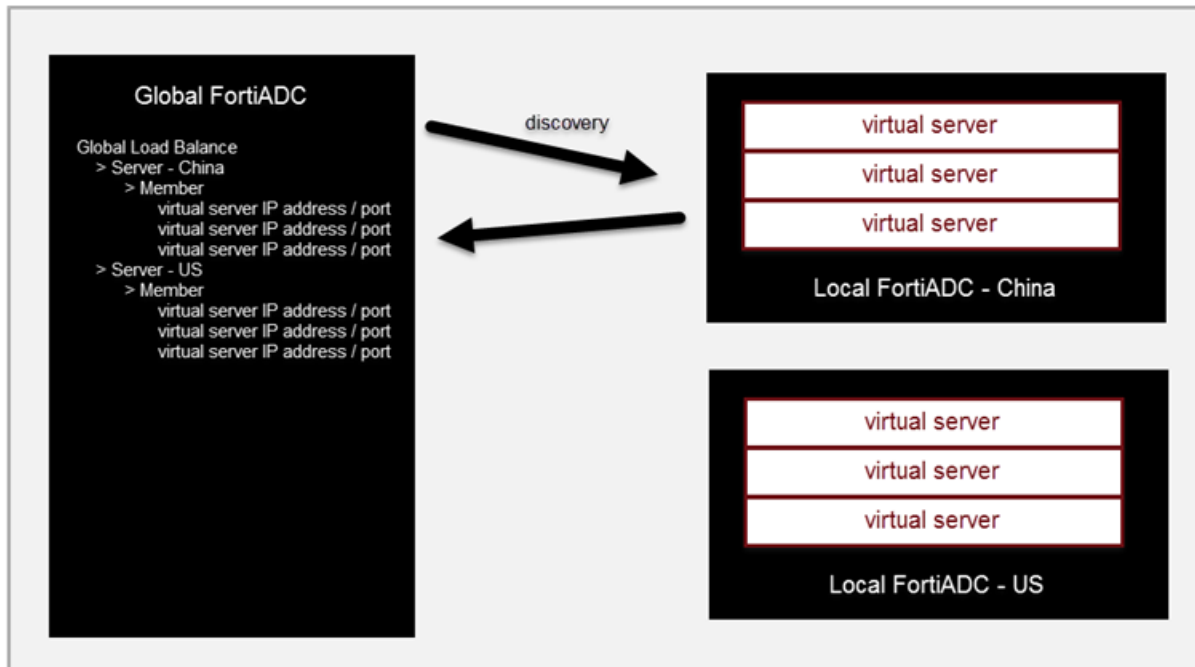 Global FortiADC
Global Load Balance
> Server - China
> Member
virtual server IP address / port
virtual server IP address / port
virtual server IP address / port
> Server - US
> Member
virtual server IP address / port
virtual server IP address / port
virtual server IP address / port
discovery
virtual server
virtual server
virtual server
Local FortiADC - China
virtual server
virtual server
virtual server
Local FortiADC - US